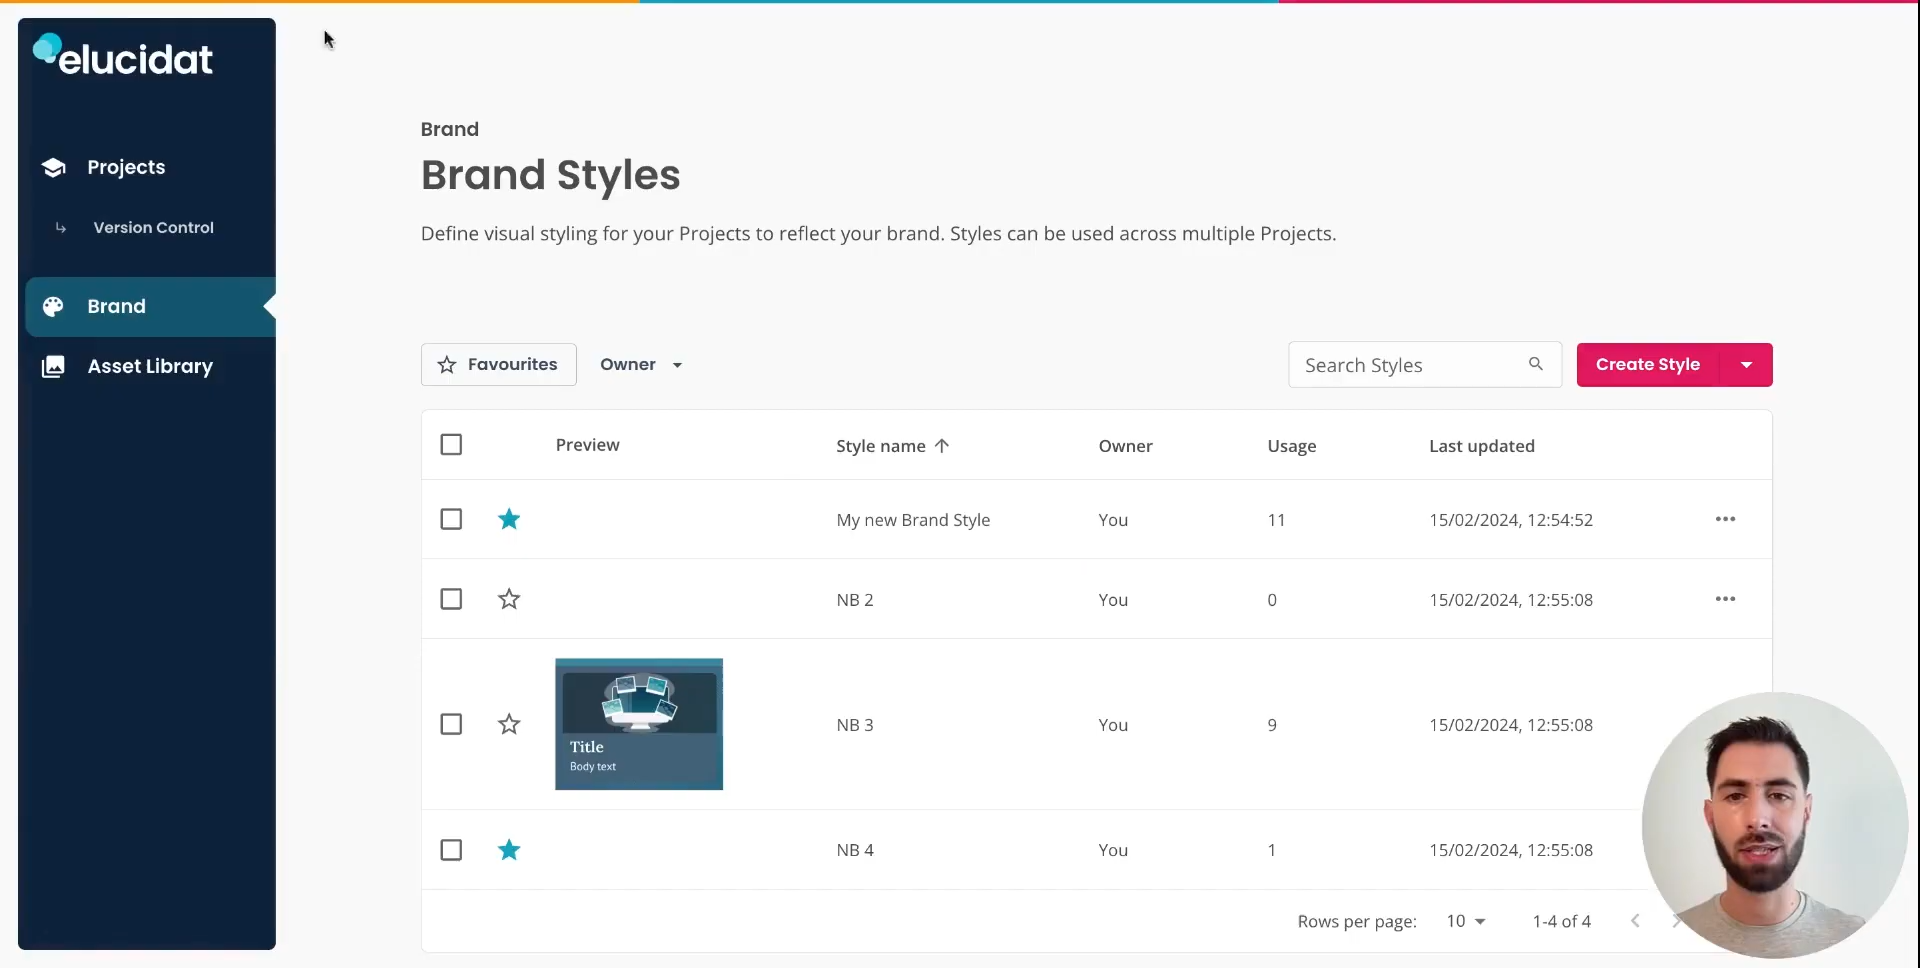 elucidat
Projects
Version Control
Brand
Asset Library
Brand
Brand Styles
Define visual styling for your Projects to reflect your brand. Styles can be used across multiple Projects.
Favourites
Owner
Search Styles
Create Style
Preview Style name Owner Usage Last updated
My new Brand Style You 11 15/02/2024, 12:54:52
NB 2 You 0 15/02/2024, 12:55:08
Title
Body text
NB 3 You 9 15/02/2024, 12:55:08
NB 4 You 1 15/02/2024, 12:55:08
Rows per page: 10 1-4 of 4